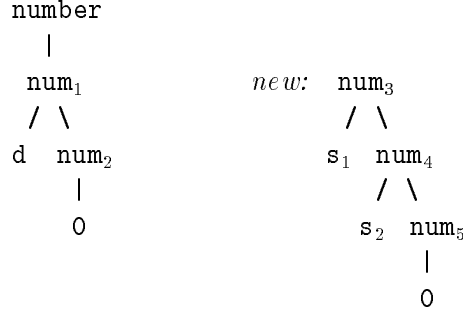 number
num₁ new: num₃
d num₂ s₁ num₄
0 s₂ num₅
0